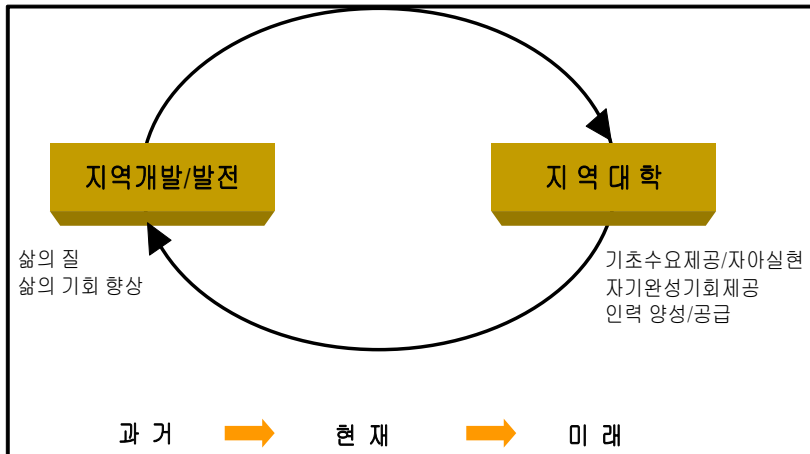 지역개발/발전
지 역 대 학
삶의 질
삶의 기회 향상
기초수요제공/자아실현
자기완성기회제공
인력 양성/공급
과 거
현 재
미 래